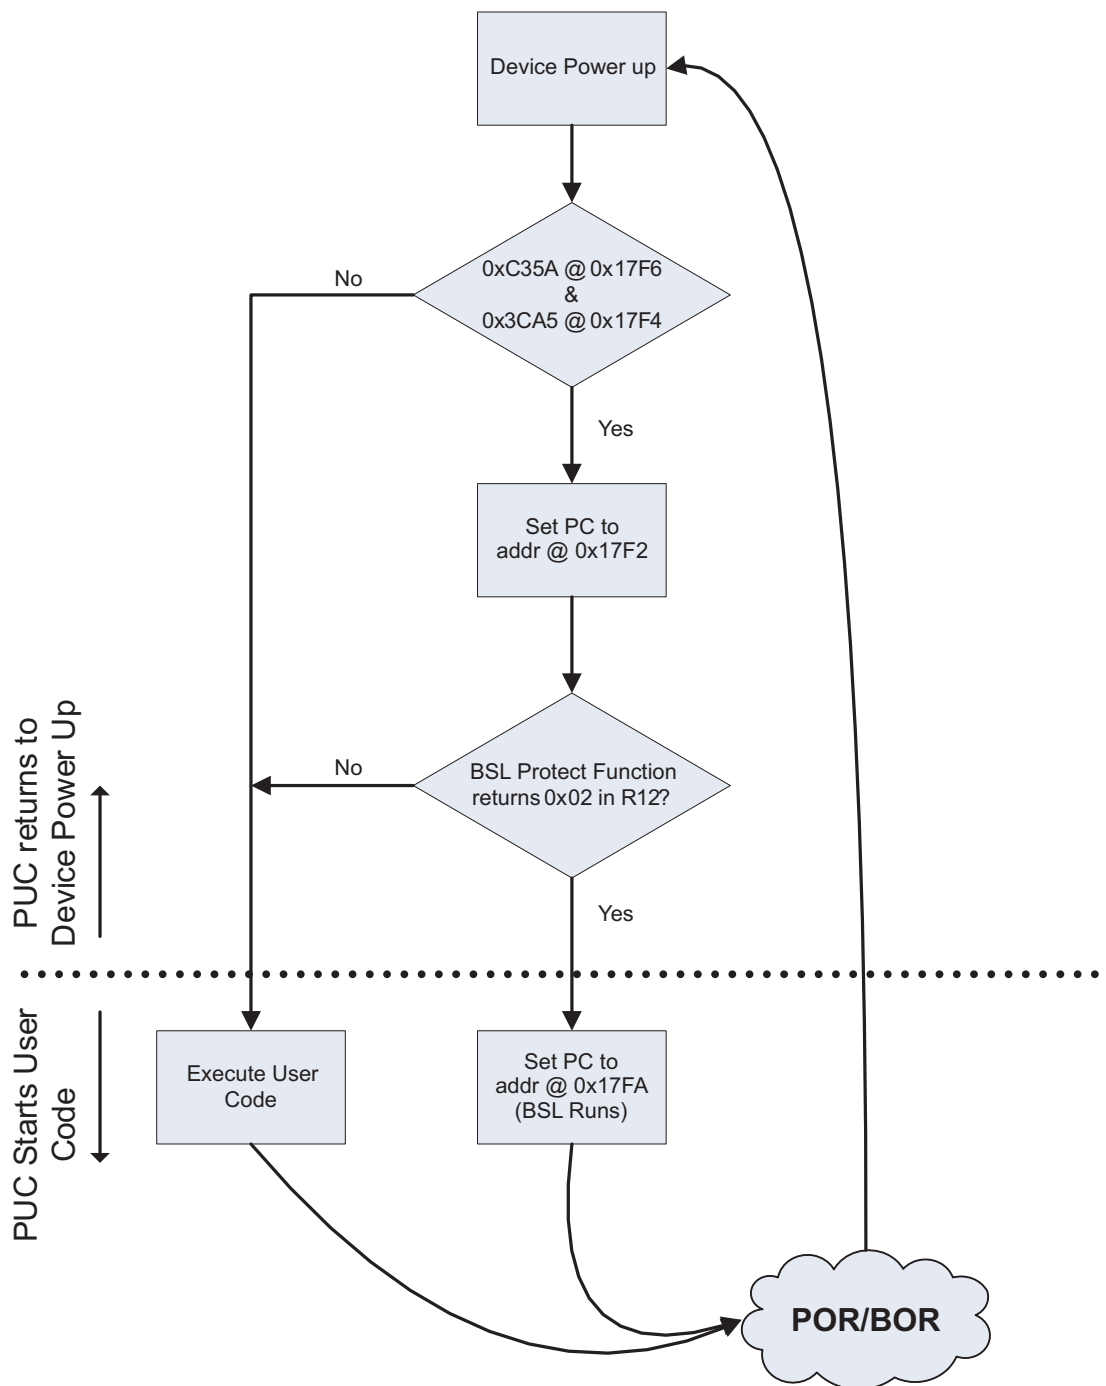 Device Power up
0xC35A @ 0x17F6
&
0x3CA5 @ 0x17F4
No
Yes
Set PC to
addr @ 0x17F2
BSL Protect Function
returns 0x02 in R12?
No
Yes
PUC returns to
Device Power Up
PUC Starts User
Code
Execute User
Code
Set PC to
addr @ 0x17FA
(BSL Runs)
POR/BOR